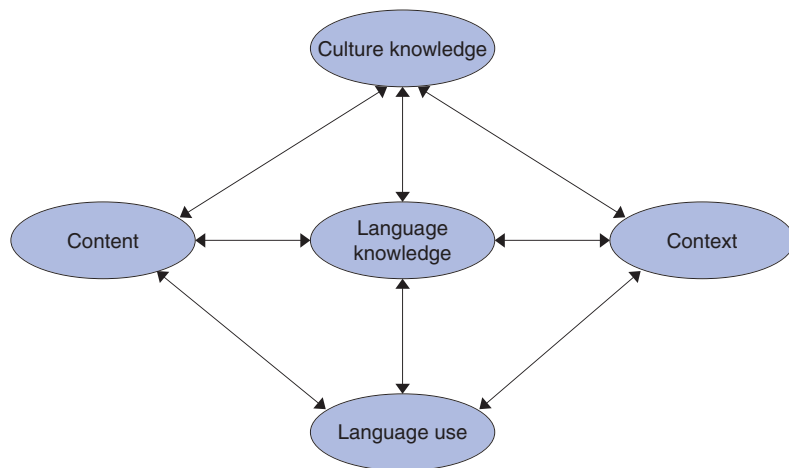 Culture knowledge
Content
Language
knowledge
Context
Language use